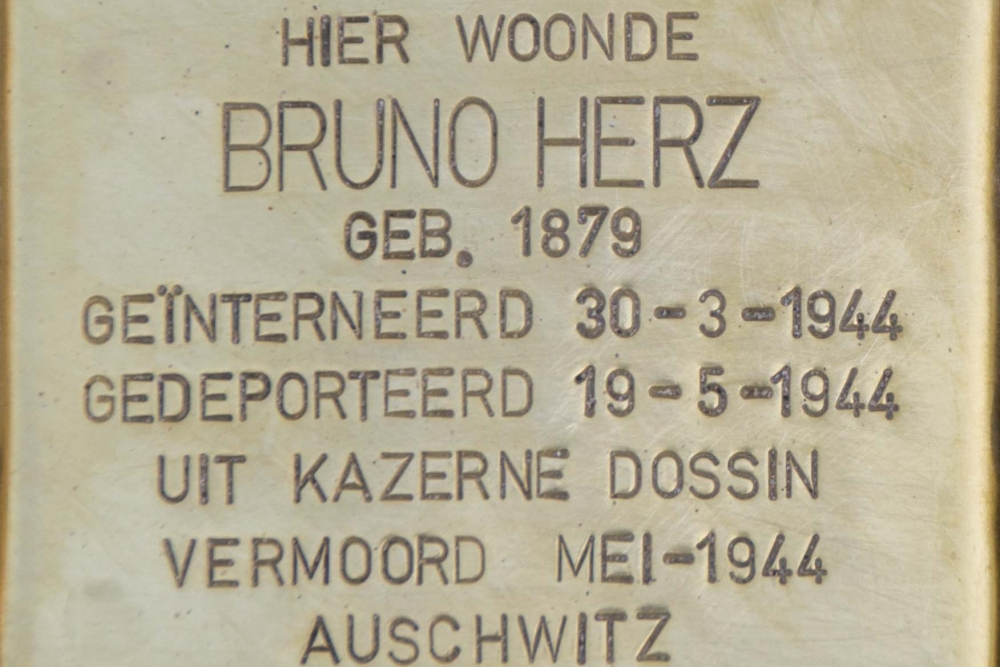 HIER WOONDE
BRUNO HERZ
GEB. 1879
GEÏNTERNEERD 30-3-1944
GEDEPORTEERD 19-5-1944
UIT KAZERNE DOSSIN
VERMOORD MEI-1944
AUSCHWITZ